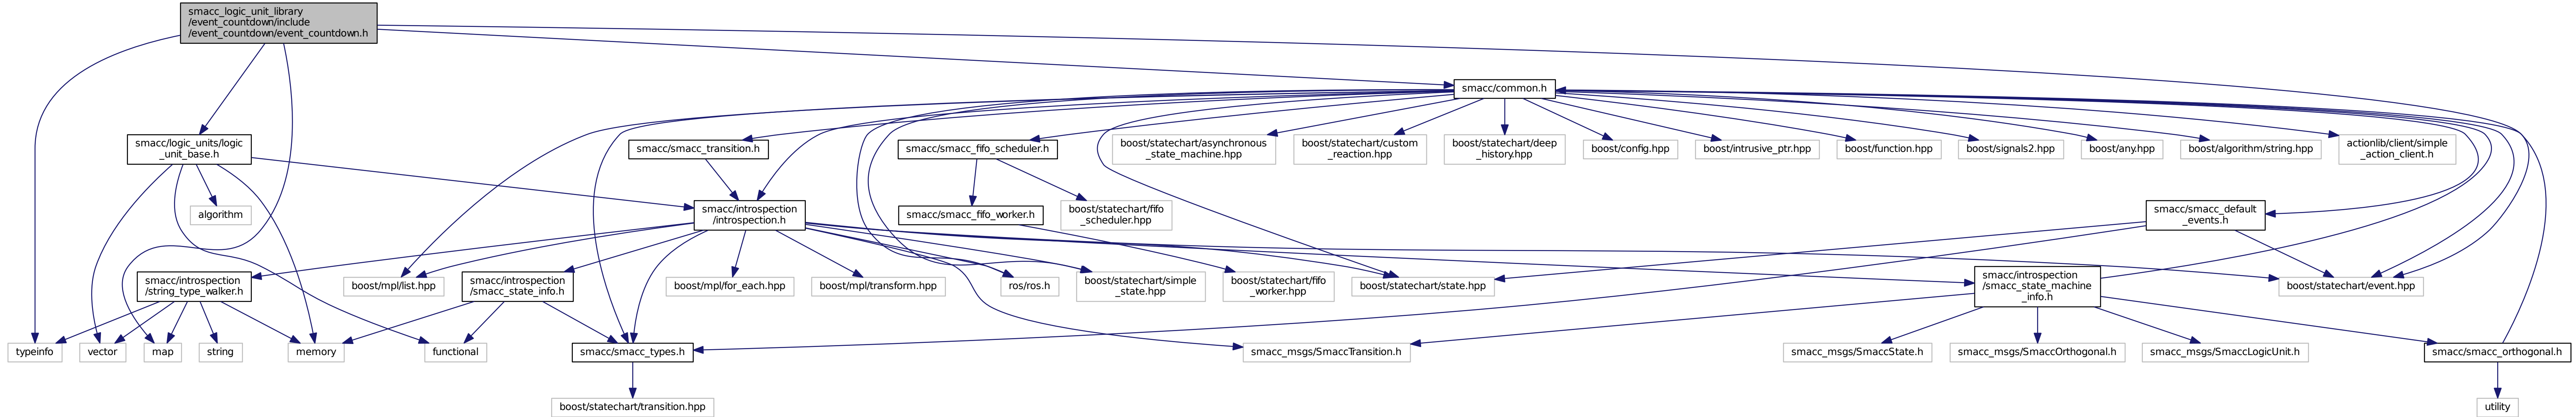 smacc_logic_unit_library
/event_countdown/include
/event_countdown/event_countdown.h
smacc/common.h
smacc/logic_units/logic
_unit_base.h
smacc/smacc_transition.h
smacc/smacc_fifo_scheduler.h
boost/statechart/asynchronous
_state_machine.hpp
boost/statechart/custom
_reaction.hpp
boost/statechart/deep
_history.hpp
boost/config.hpp
boost/intrusive_ptr.hpp
boost/function.hpp
boost/signals2.hpp
boost/any.hpp
boost/algorithm/string.hpp
actionlib/client/simple
_action_client.h
algorithm
smacc/introspection
/introspection.h
smacc/smacc_fifo_worker.h
boost/statechart/fifo
_scheduler.hpp
smacc/smacc_default
_events.h
smacc/introspection
/string_type_walker.h
boost/mpl/list.hpp
smacc/introspection
/smacc_state_info.h
boost/mpl/for_each.hpp
boost/mpl/transform.hpp
ros/ros.h
boost/statechart/simple
_state.hpp
boost/statechart/fifo
_worker.hpp
boost/statechart/state.hpp
smacc/introspection
/smacc_state_machine
_info.h
boost/statechart/event.hpp
typeinfo
vector
map
string
memory
functional
smacc/smacc_types.h
smacc_msgs/SmaccTransition.h
smacc_msgs/SmaccState.h
smacc_msgs/SmaccOrthogonal.h
smacc_msgs/SmaccLogicUnit.h
smacc/smacc_orthogonal.h
boost/statechart/transition.hpp
utility